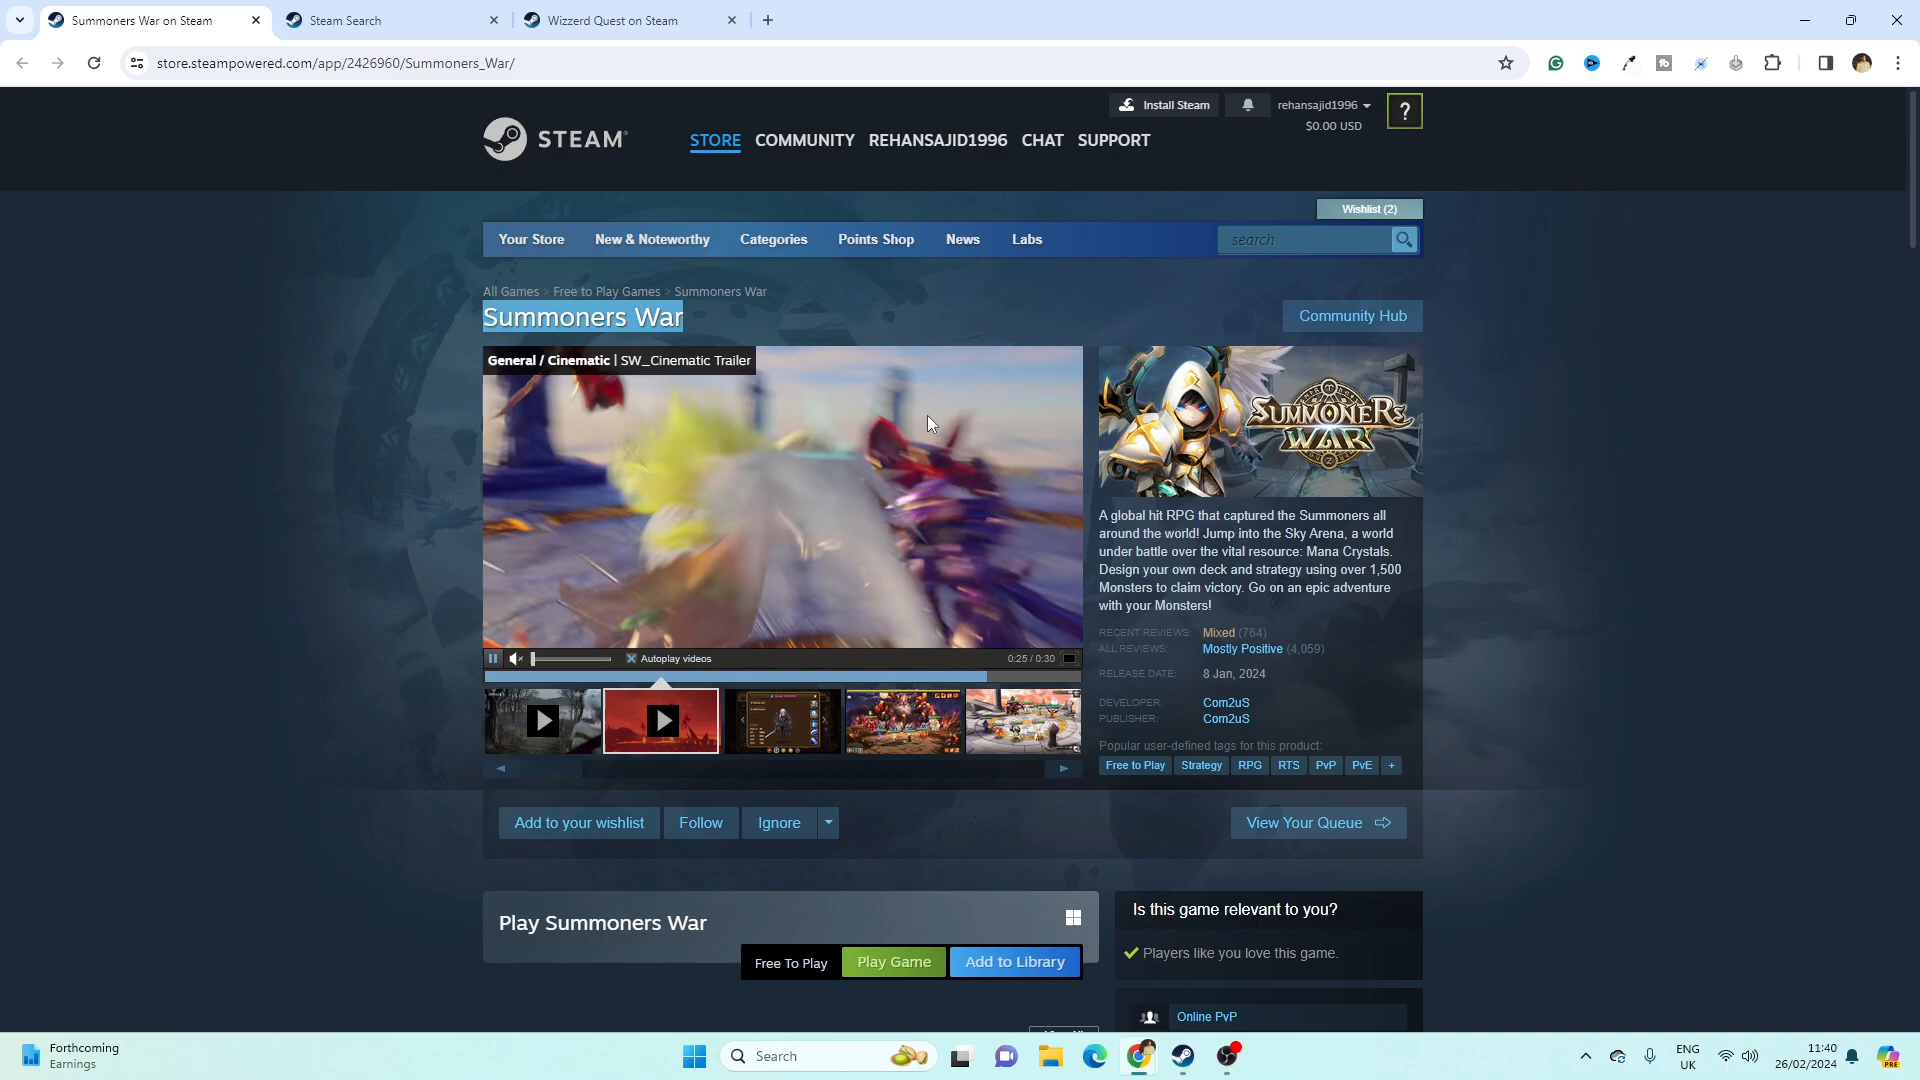 Summoners War on Steam
Steam Search
Wizzerd Quest on Steam
store.steampowered.com/app/2426960/Summoners_War/
Install Steam
rehansajid1996
$0.00 USD
?
STEAM
STORE
COMMUNITY
REHANSAJID1996
CHAT
SUPPORT
Wishlist (2)
Your Store
New & Noteworthy
Categories
Points Shop
News
Labs
search
All Games > Free to Play Games > Summoners War
Summoners War
Community Hub
General / Cinematic | SW_Cinematic Trailer
SUMMONERS WAR
A global hit RPG that captured the Summoners all
around the world! Jump into the Sky Arena, a world
under battle over the vital resource: Mana Crystals.
Design your own deck and strategy using over 1,500
Monsters to claim victory. Go on an epic adventure
with your Monsters!
RECENT REVIEWS: Mixed (764)
ALL REVIEWS: Mostly Positive (4,059)
RELEASE DATE: 8 Jan, 2024
DEVELOPER: Com2uS
PUBLISHER: Com2uS
Popular user-defined tags for this product:
Free to Play
Strategy
RPG
RTS
PvP
PvE
+
Autoplay videos
0:25 / 0:30
Add to your wishlist
Follow
Ignore
View Your Queue
Play Summoners War
Free To Play
Play Game
Add to Library
Is this game relevant to you?
Players like you love this game.
Online PvP
Forthcoming
Earnings
Search
ENG
UK
11:40
26/02/2024
PRE